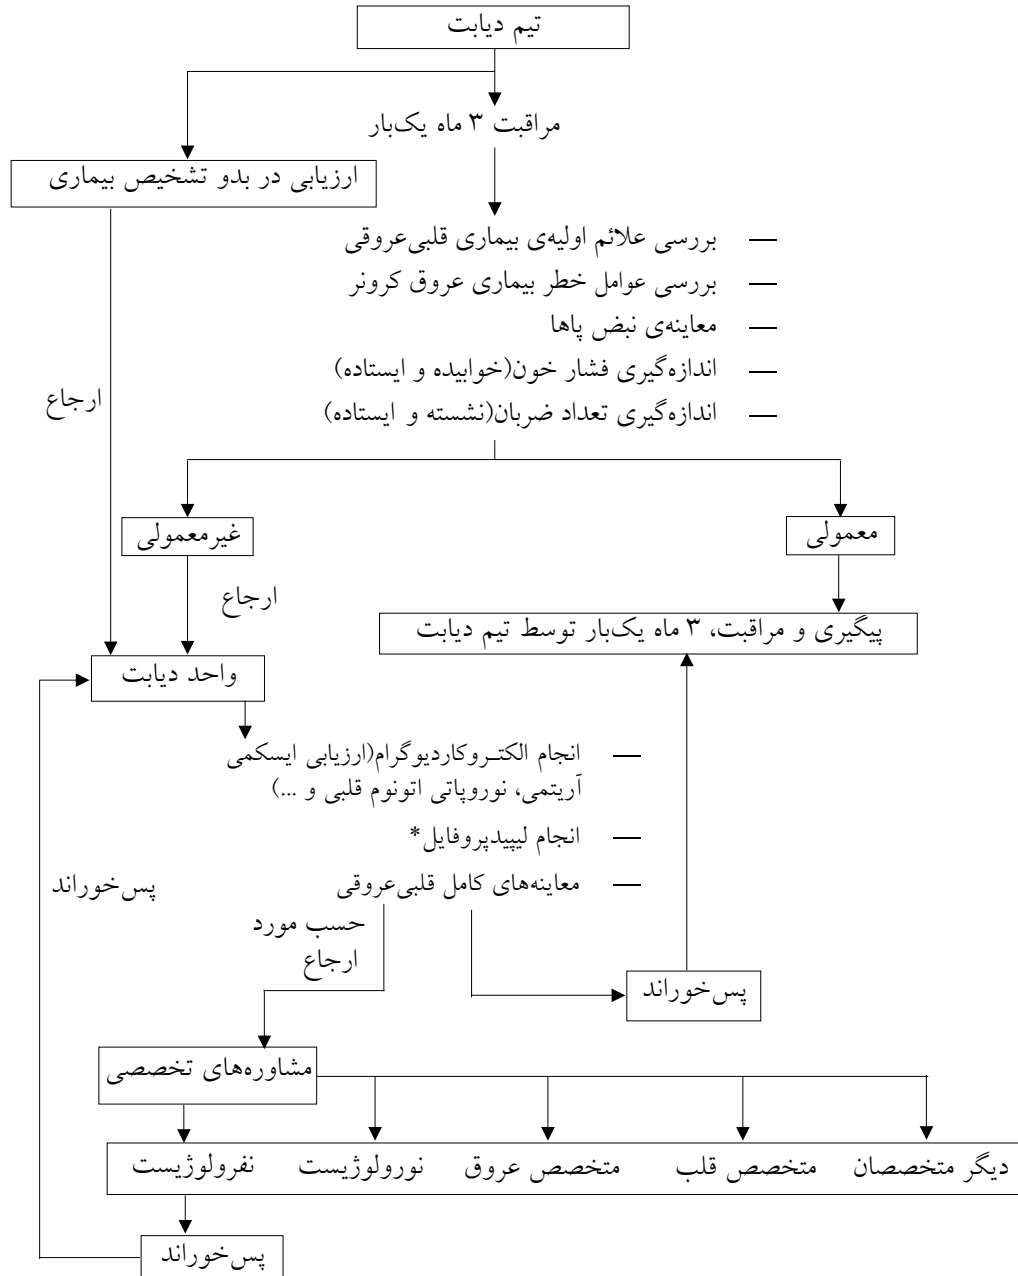 تیم دیابت
مراقبت ۳ ماه یک‌بار
ارزیابی در بدو تشخیص بیماری
— بررسی علائم اولیه‌ی بیماری قلبی‌عروقی
— بررسی عوامل خطر بیماری عروق کرونر
— معاینه‌ی نبض پاها
— اندازه‌گیری فشار خون(خوابیده و ایستاده)
— اندازه‌گیری تعداد ضربان(نشسته و ایستاده)
ارجاع
معمولی
غیرمعمولی
ارجاع
پیگیری و مراقبت، ۳ ماه یک‌بار توسط تیم دیابت
واحد دیابت
— انجام الکتـروکاردیوگرام(ارزیابی ایسکمی
آریتمی، نوروپاتی اتونوم قلبی و ...)
— انجام لیپیدپروفایل*
— معاینه‌های کامل قلبی‌عروقی
پس‌خوراند
حسب مورد
ارجاع
پس‌خوراند
مشاوره‌های تخصصی
دیگر متخصصان
متخصص قلب
متخصص عروق
نورولوژیست
نفرولوژیست
پس‌خوراند